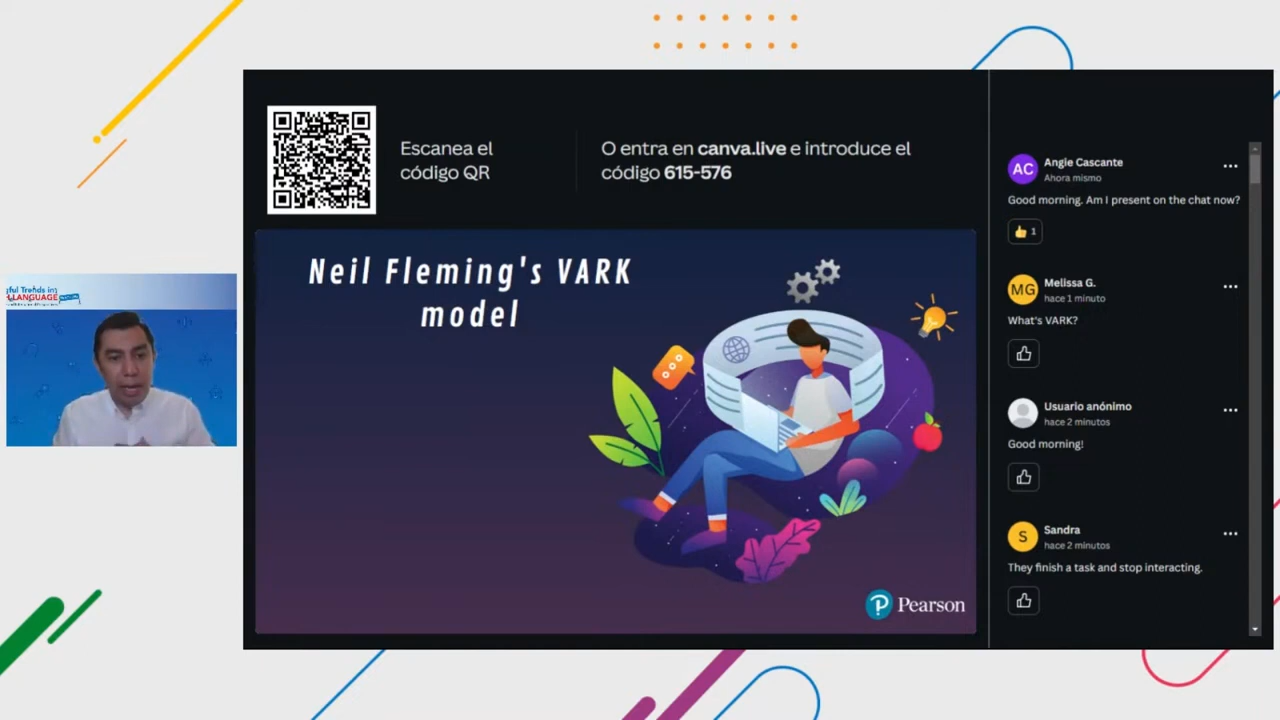 Escanea el
código QR
O entra en canva.live e introduce el
código 615-576
Neil Fleming's VARK
model
Pearson
ful Trends in
LANGUAGE
Angie Cascante
Ahora mismo
Good morning. Am I present on the chat now?
1
MG
Melissa G.
hace 1 minuto
What's VARK?
AC
Usuario anónimo
hace 2 minutos
Good morning!
S
Sandra
hace 2 minutos
They finish a task and stop interacting.